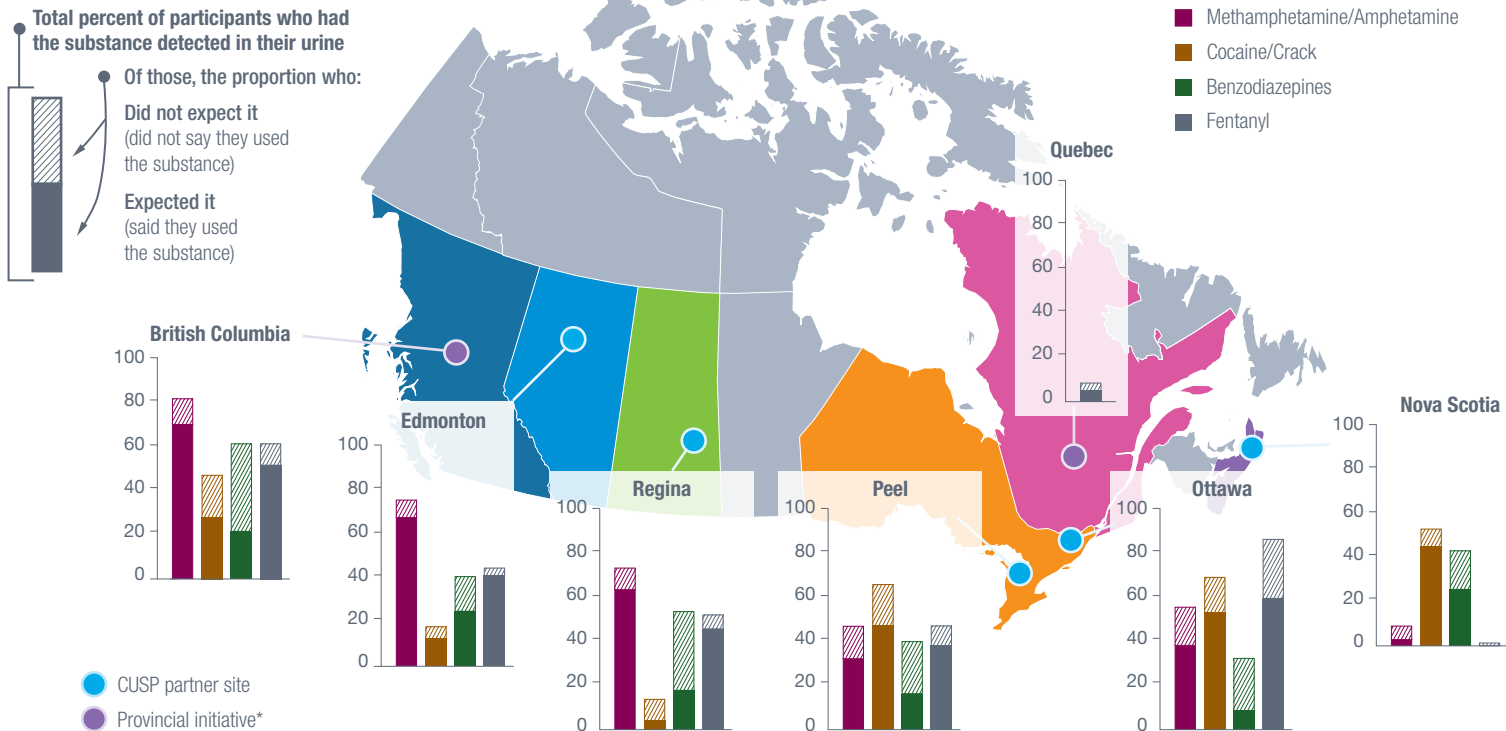 Total percent of participants who had
the substance detected in their urine
Of those, the proportion who:
Did not expect it
(did not say they used
the substance)
Expected it
(said they used
the substance)
Methamphetamine/Amphetamine
Cocaine/Crack
Benzodiazepines
Fentanyl
Quebec
100
80
60
40
20
0
British Columbia
100
80
60
40
20
0
Edmonton
100
80
60
40
20
0
Regina
100
80
60
40
20
0
Peel
100
80
60
40
20
0
Ottawa
100
80
60
40
20
0
Nova Scotia
100
80
60
40
20
0
CUSP partner site
Provincial initiative*